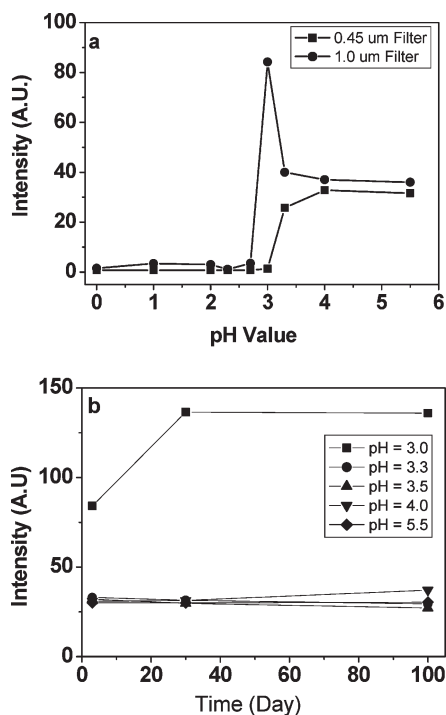 a
0.45 um Filter
1.0 um Filter
Intensity (A.U.)
100
80
60
40
20
0
0 1 2 3 4 5 6
pH Value
b
150
100
50
0
Intensity (A.U)
pH = 3.0
pH = 3.3
pH = 3.5
pH = 4.0
pH = 5.5
0 20 40 60 80 100
Time (Day)